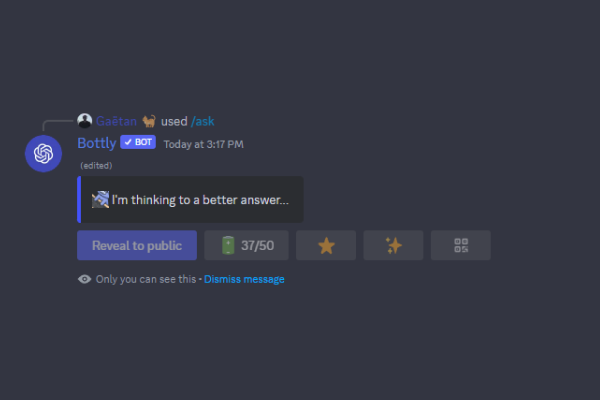 Gaëtan 🐈 used /ask
Bottly ✓ BOT Today at 3:17 PM
(edited)
I'm thinking to a better answer...
Reveal to public 37/50
Only you can see this • Dismiss message